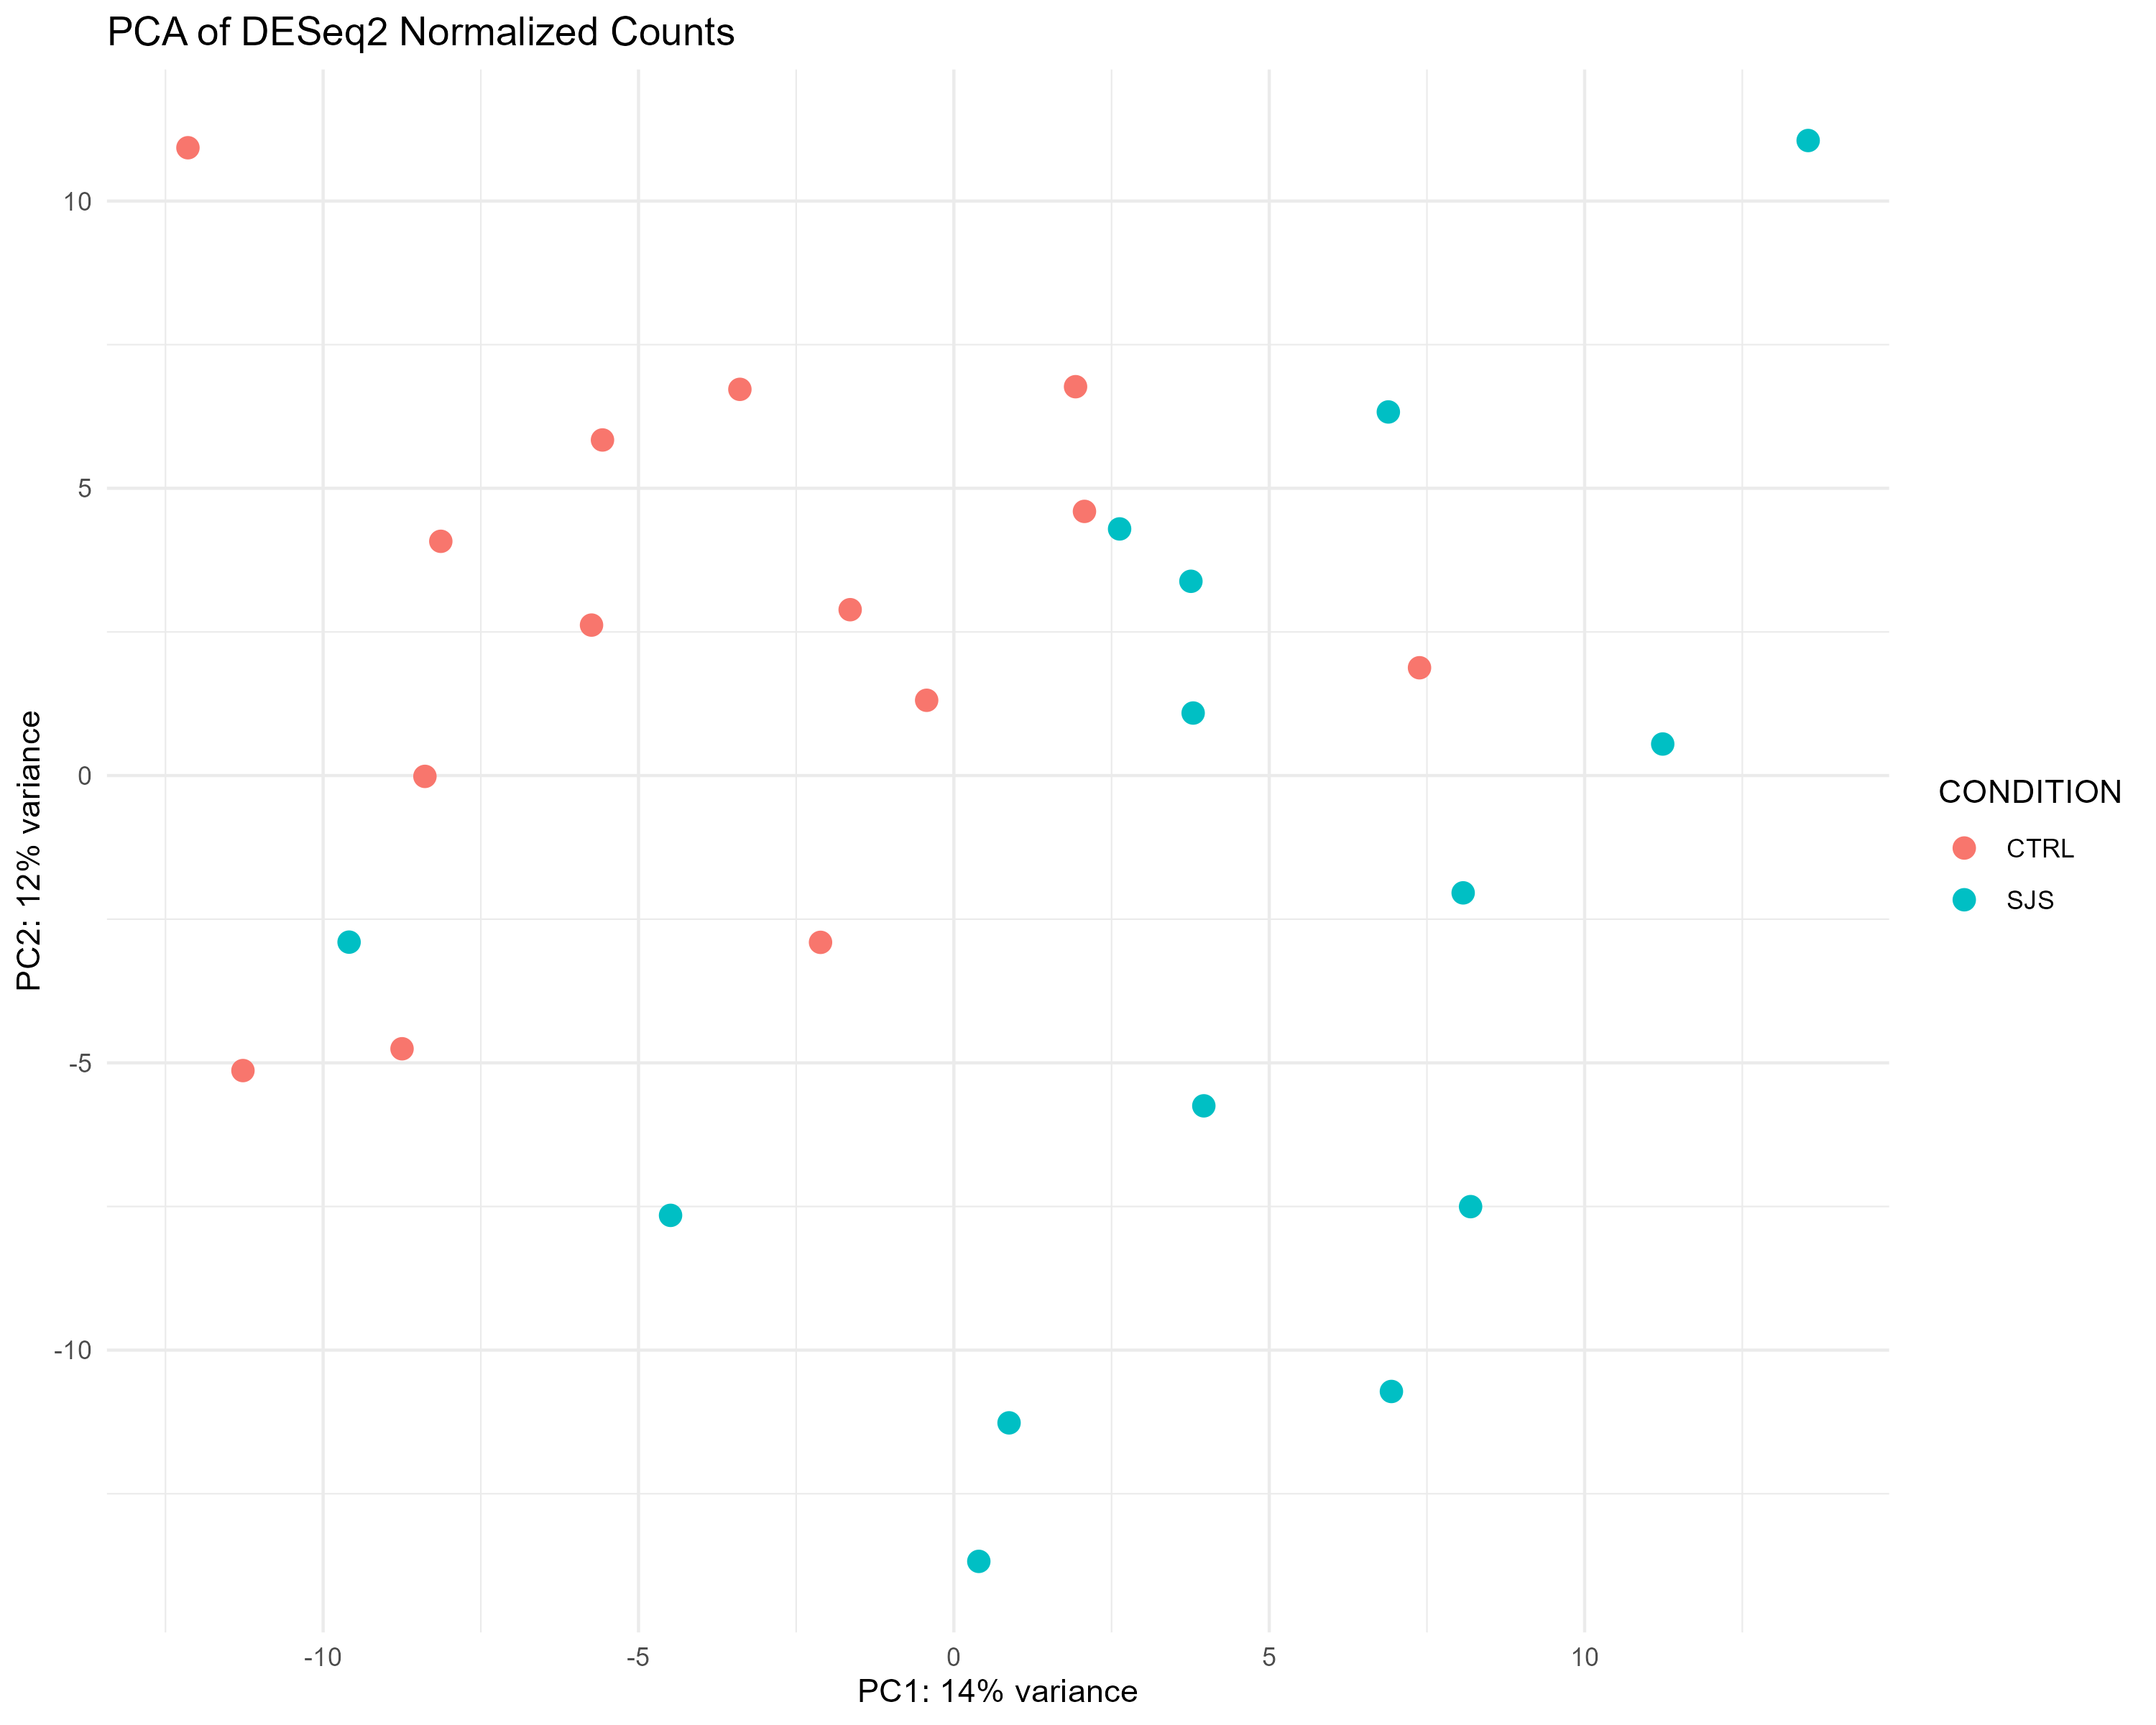 PCA of DESeq2 Normalized Counts
10
5
0
-5
-10
PC2: 12% variance
-10
-5
0
5
10
PC1: 14% variance
CONDITION
CTRL
SJS